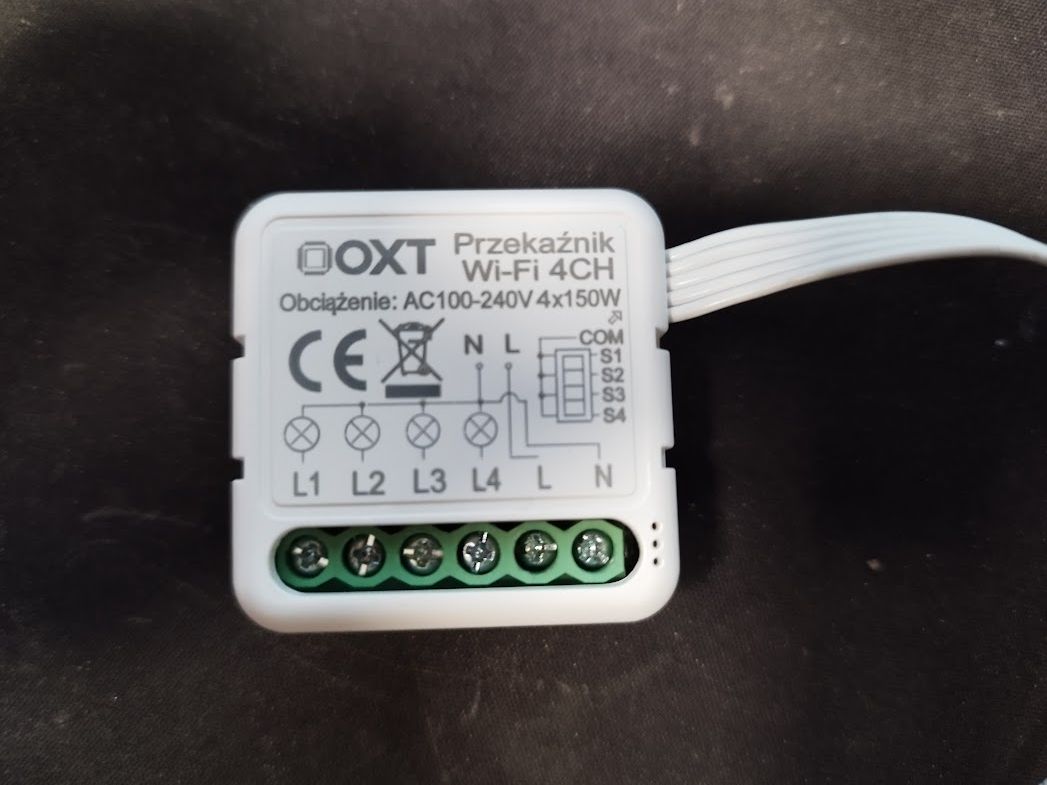 OXT
Przekaźnik
Wi-Fi 4CH
Obciążenie: AC100-240V 4x150W
CE
N L
COM
S1
S2
S3
S4
L1 L2 L3 L4 L N